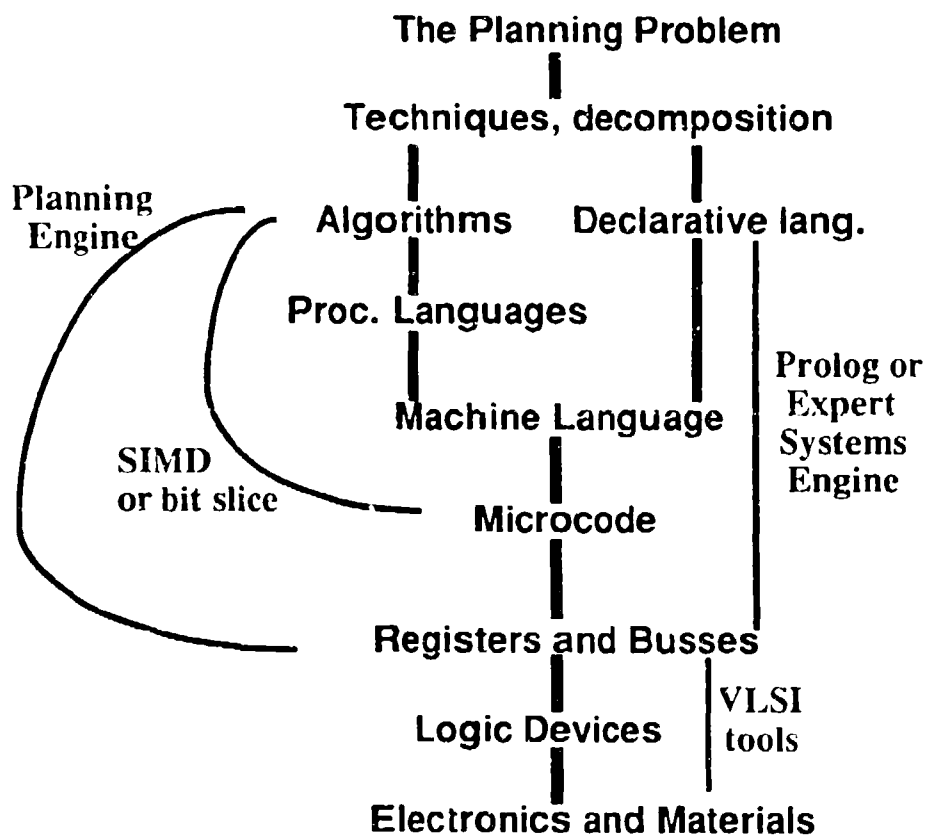 The Planning Problem
Techniques, decomposition
Planning
Engine
Algorithms
Declarative lang.
Proc. Languages
Prolog or
Expert
Systems
Engine
Machine Language
SIMD
or bit slice
Microcode
Registers and Busses
VLSI
tools
Logic Devices
Electronics and Materials